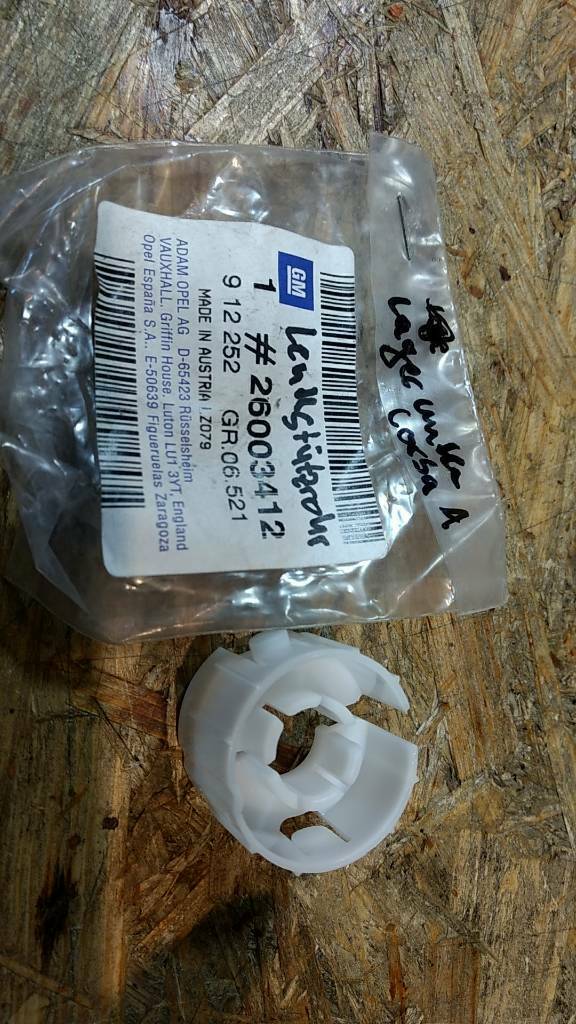 Lager unten
Corsa A
GM
Lenkstützrohr
1 # 26003412
9 12 252 GR.06.521
MADE IN AUSTRIA Z079
ADAM OPEL AG D-65423 Rüsselsheim
VAUXHALL, Griffin House, Luton LU1 3YT, England
Opel España S.A., E-50639 Figueruelas Zaragoza